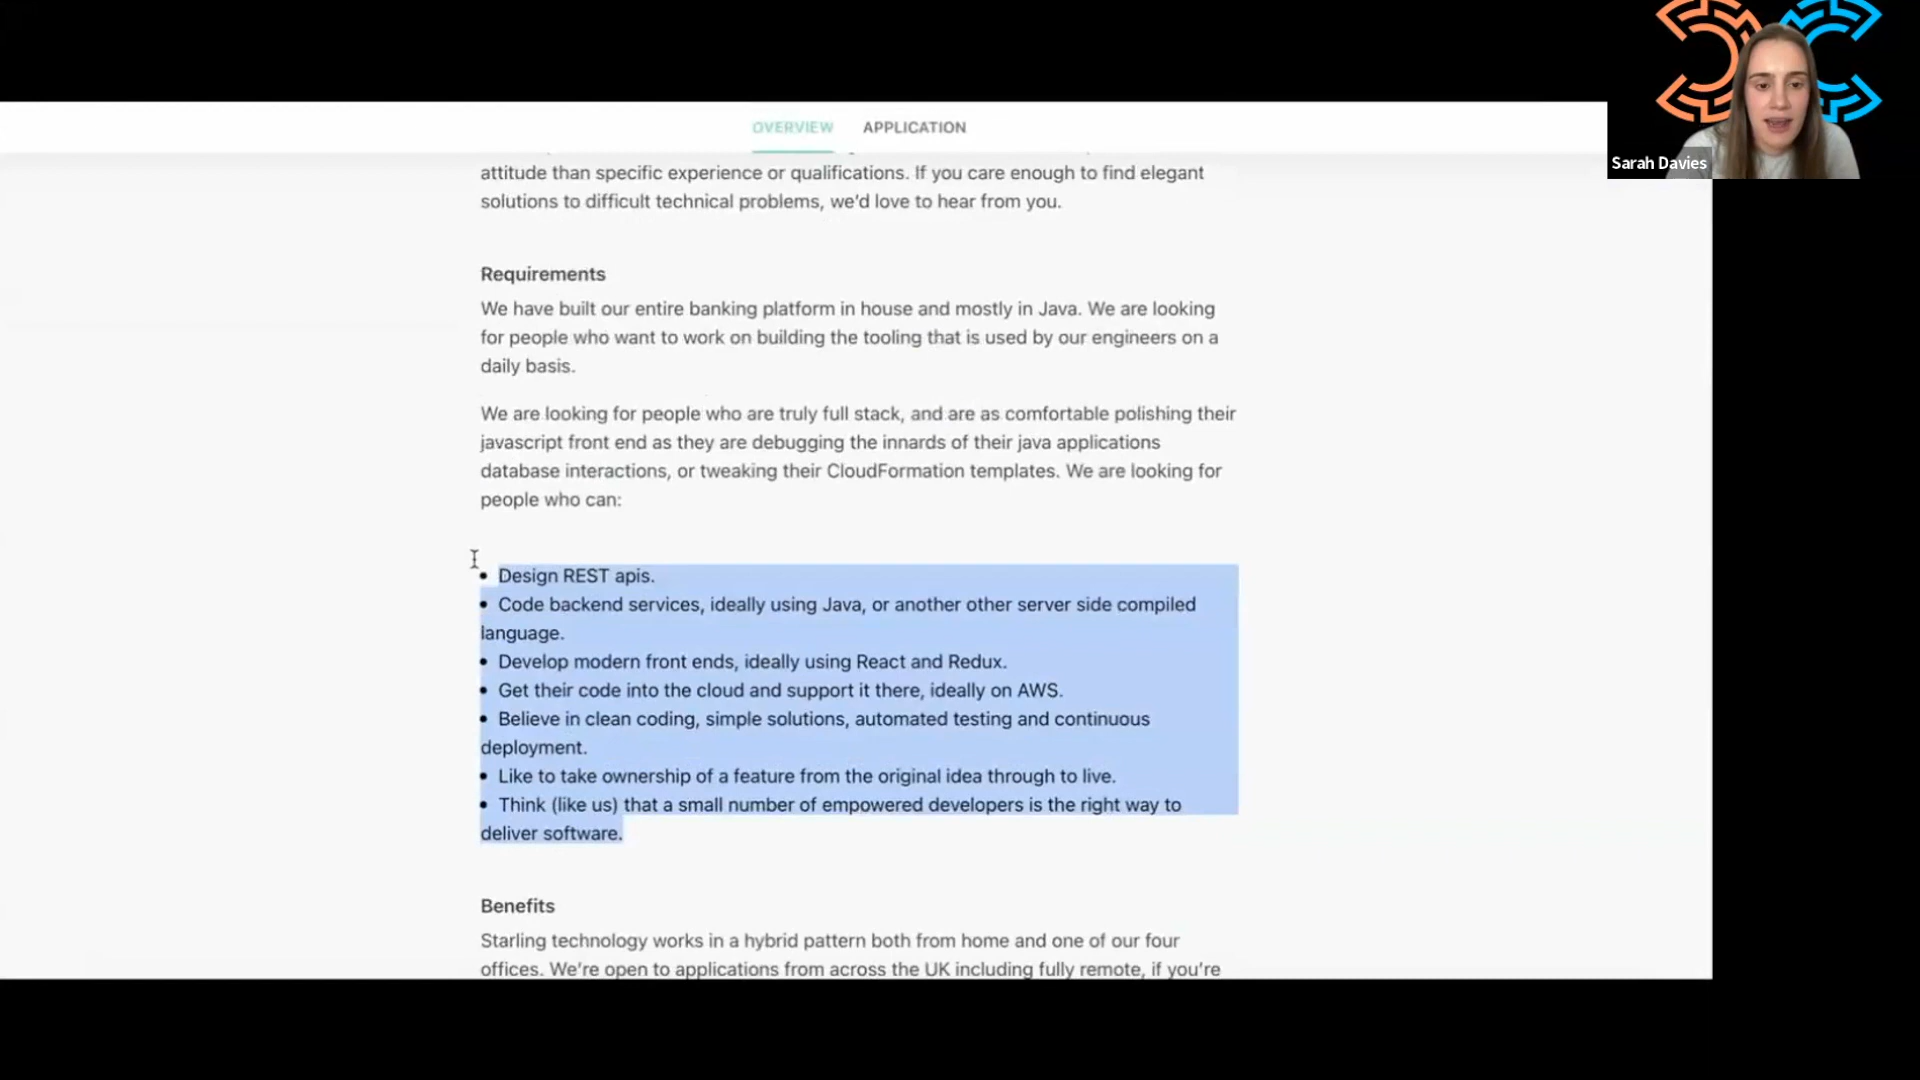 OVERVIEW APPLICATION
Sarah Davies
attitude than specific experience or qualifications. If you care enough to find elegant
solutions to difficult technical problems, we'd love to hear from you.
Requirements
We have built our entire banking platform in house and mostly in Java. We are looking
for people who want to work on building the tooling that is used by our engineers on a
daily basis.
We are looking for people who are truly full stack, and are as comfortable polishing their
javascript front end as they are debugging the innards of their java applications
database interactions, or tweaking their CloudFormation templates. We are looking for
people who can:
• Design REST apis.
• Code backend services, ideally using Java, or another other server side compiled
language.
• Develop modern front ends, ideally using React and Redux.
• Get their code into the cloud and support it there, ideally on AWS.
• Believe in clean coding, simple solutions, automated testing and continuous
deployment.
• Like to take ownership of a feature from the original idea through to live.
• Think (like us) that a small number of empowered developers is the right way to
deliver software.
Benefits
Starling technology works in a hybrid pattern both from home and one of our four
offices. We're open to applications from across the UK including fully remote, if you're